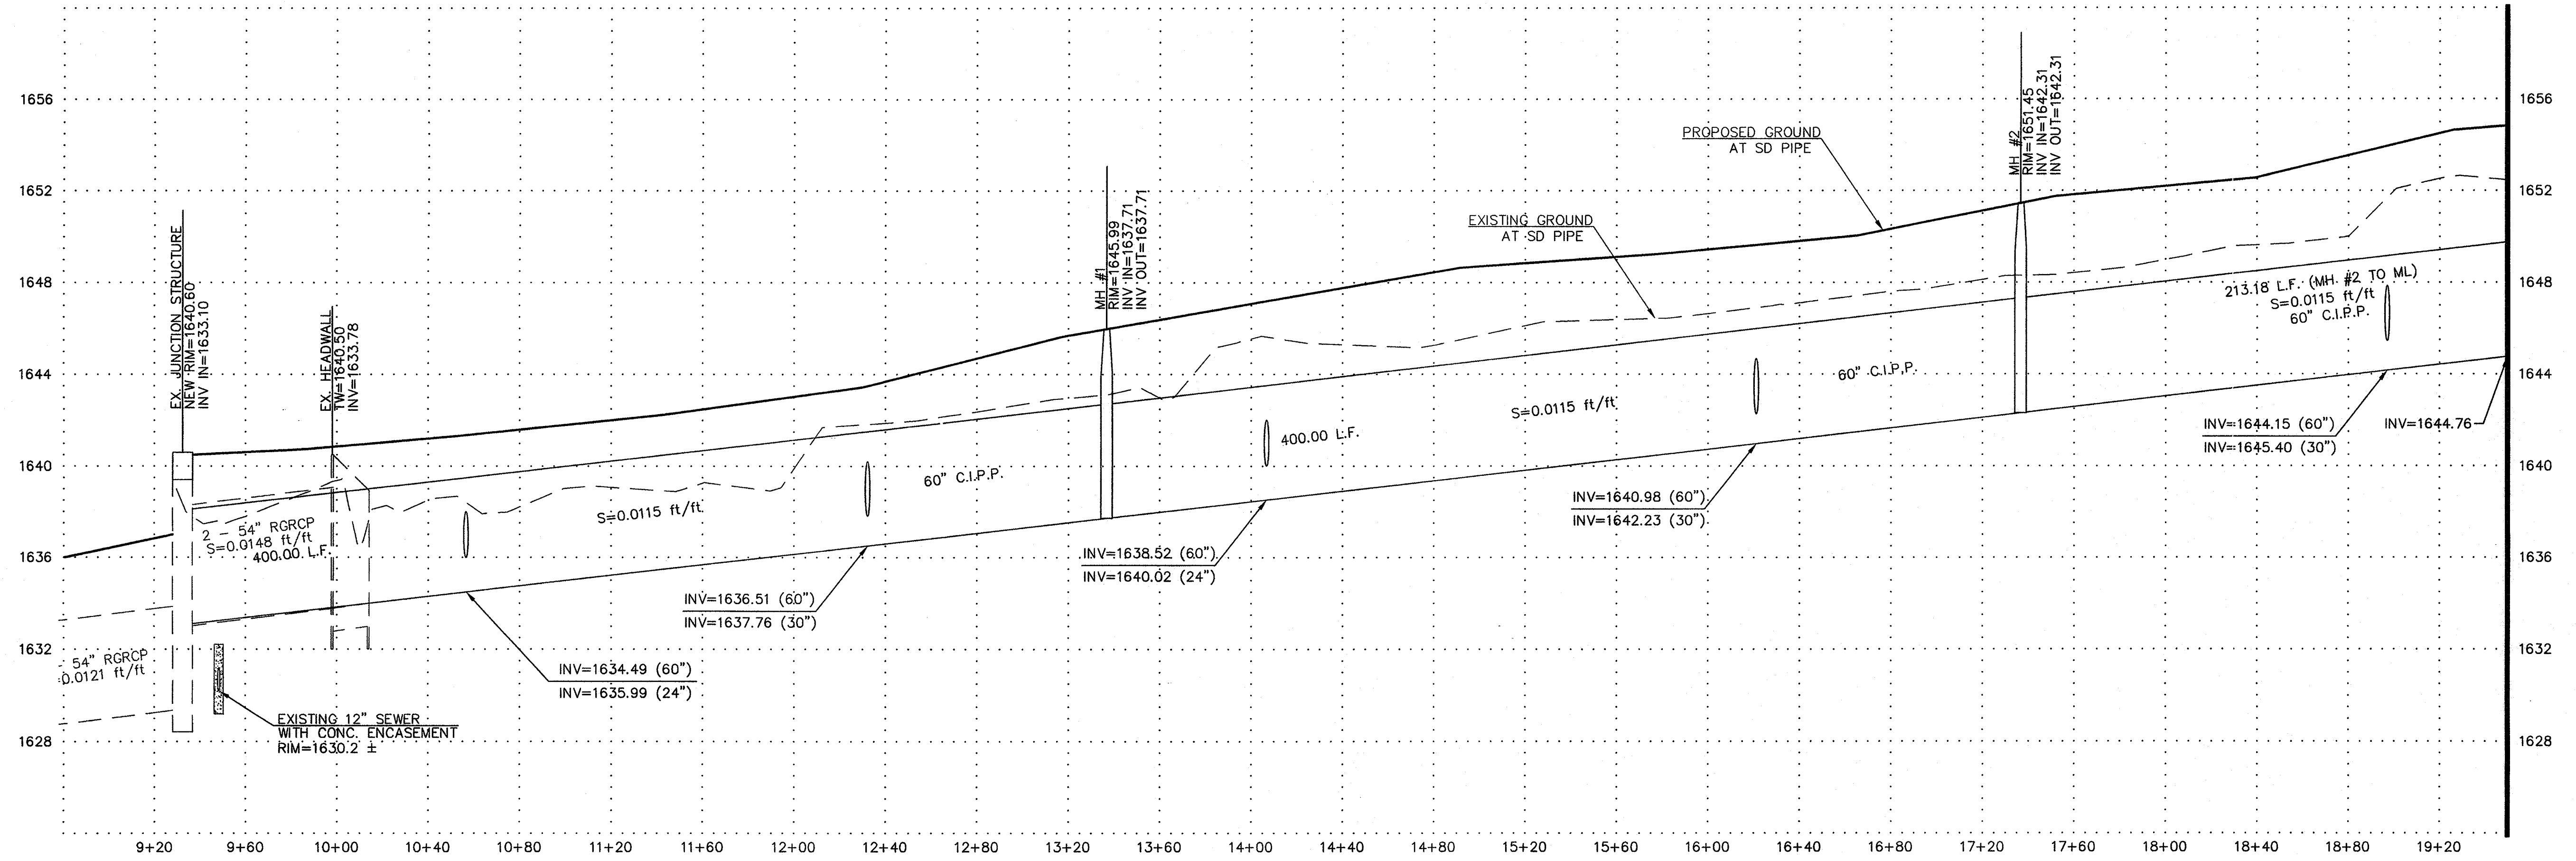 1656
1652
1648
1644
1640
1636
1632
1628
EX. JUNCTION STRUCTURE
NEW RIM=1640.60
INV IN=1633.10
EX. HEADWALL
TW=1640.50
INV=1633.78
2 - 54" RGRCP
S=0.0148 ft/ft
400.00 L.F.
54" RGRCP
0.0121 ft/ft
EXISTING 12" SEWER
WITH CONC. ENCASEMENT
RIM=1630.2 ±
S=0.0115 ft/ft
INV=1634.49 (60")
INV=1635.99 (24")
INV=1636.51 (60")
INV=1637.76 (30")
60" C.I.P.P.
MH #1
RIM=1645.99
INV IN=1637.71
INV OUT=1637.71
INV=1638.52 (60")
INV=1640.02 (24")
400.00 L.F.
EXISTING GROUND
AT SD PIPE
S=0.0115 ft/ft
INV=1640.98 (60")
INV=1642.23 (30")
PROPOSED GROUND
AT SD PIPE
60" C.I.P.P.
MH #2
RIM=1651.45
INV IN=1642.31
INV OUT=1642.31
213.18 L.F. (MH. #2 TO ML)
S=0.0115 ft/ft
60" C.I.P.P.
INV=1644.15 (60")
INV=1645.40 (30")
INV=1644.76
1656
1652
1648
1644
1640
1636
1632
1628
9+20 9+60 10+00 10+40 10+80 11+20 11+60 12+00 12+40 12+80 13+20 13+60 14+00 14+40 14+80 15+20 15+60 16+00 16+40 16+80 17+20 17+60 18+00 18+40 18+80 19+20